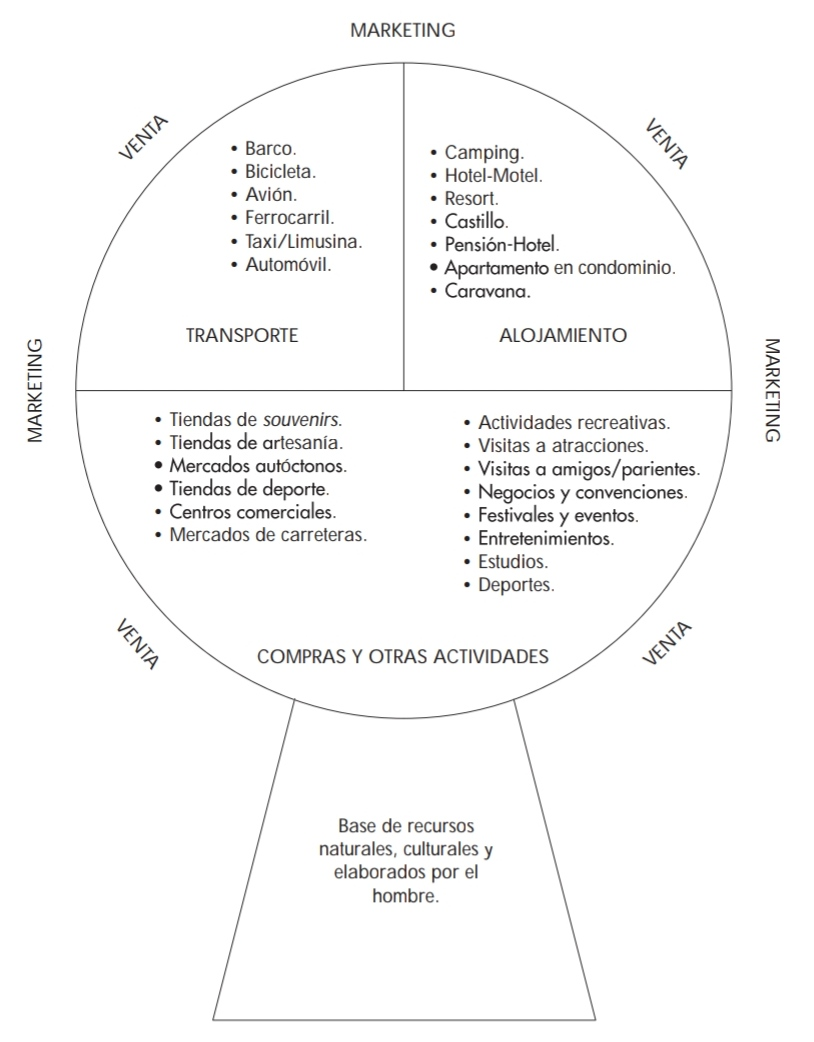 MARKETING
VENTA
VENTA
• Barco.
• Bicicleta.
• Avión.
• Ferrocarril.
• Taxi/Limusina.
• Automóvil.
TRANSPORTE
• Camping.
• Hotel-Motel.
• Resort.
• Castillo.
• Pensión-Hotel.
• Apartamento en condominio.
• Caravana.
ALOJAMIENTO
MARKETING
MARKETING
• Tiendas de souvenirs.
• Tiendas de artesanía.
• Mercados autóctonos.
• Tiendas de deporte.
• Centros comerciales.
• Mercados de carreteras.
• Actividades recreativas.
• Visitas a atracciones.
• Visitas a amigos/parientes.
• Negocios y convenciones.
• Festivales y eventos.
• Entretenimientos.
• Estudios.
• Deportes.
VENTA
VENTA
COMPRAS Y OTRAS ACTIVIDADES
Base de recursos
naturales, culturales y
elaborados por el
hombre.